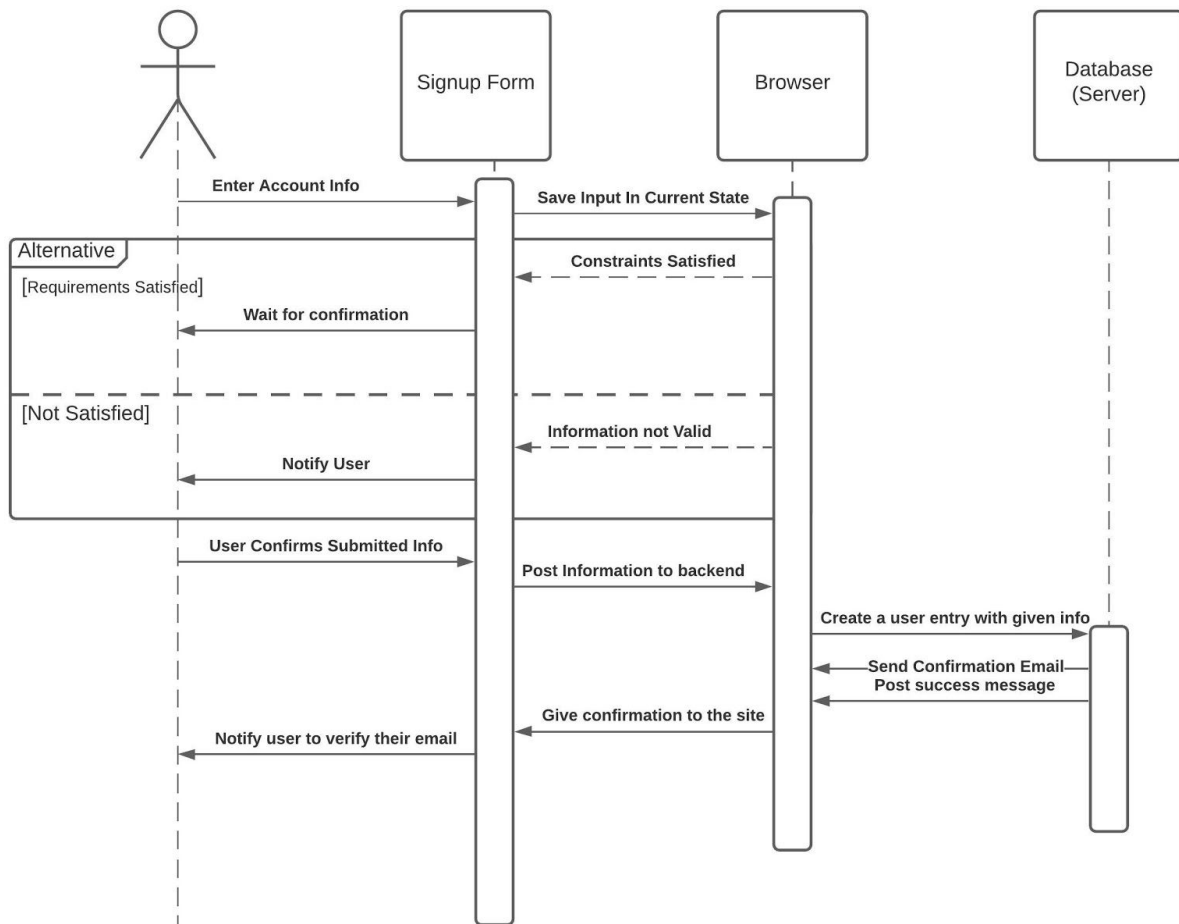 Signup Form
Browser
Database
(Server)
Enter Account Info
Save Input In Current State
Alternative
Constraints Satisfied
[Requirements Satisfied]
Wait for confirmation
[Not Satisfied]
Information not Valid
Notify User
User Confirms Submitted Info
Post Information to backend
Create a user entry with given info
Send Confirmation Email
Post success message
Give confirmation to the site
Notify user to verify their email